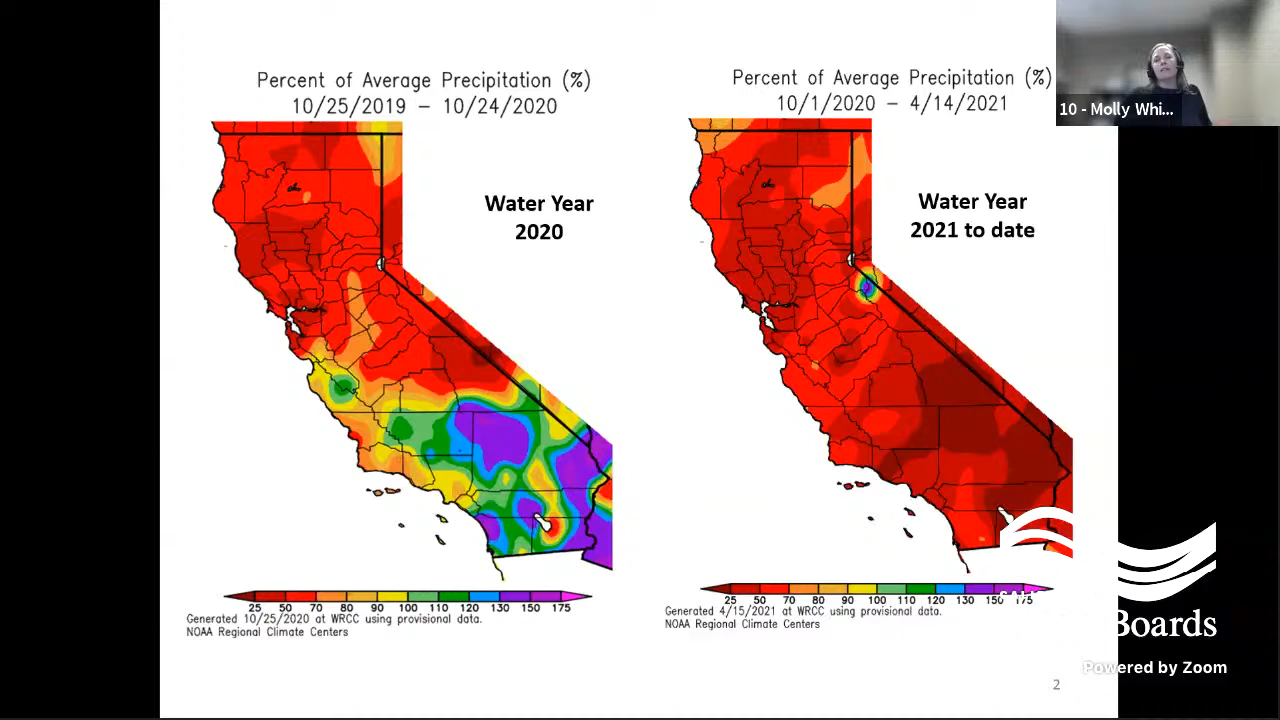 Percent of Average Precipitation (%)
10/25/2019 – 10/24/2020
Water Year
2020
25 50 70 80 90 100 110 120 130 150 175
Generated 10/25/2020 at WRCC using provisional data.
NOAA Regional Climate Centers
Percent of Average Precipitation (%)
10/1/2020 – 4/14/2021
Water Year
2021 to date
25 50 70 80 90 100 110 120 130 150 175
Generated 4/15/2021 at WRCC using provisional data.
NOAA Regional Climate Centers
10 - Molly Whi...
Boards
Powered by Zoom
2